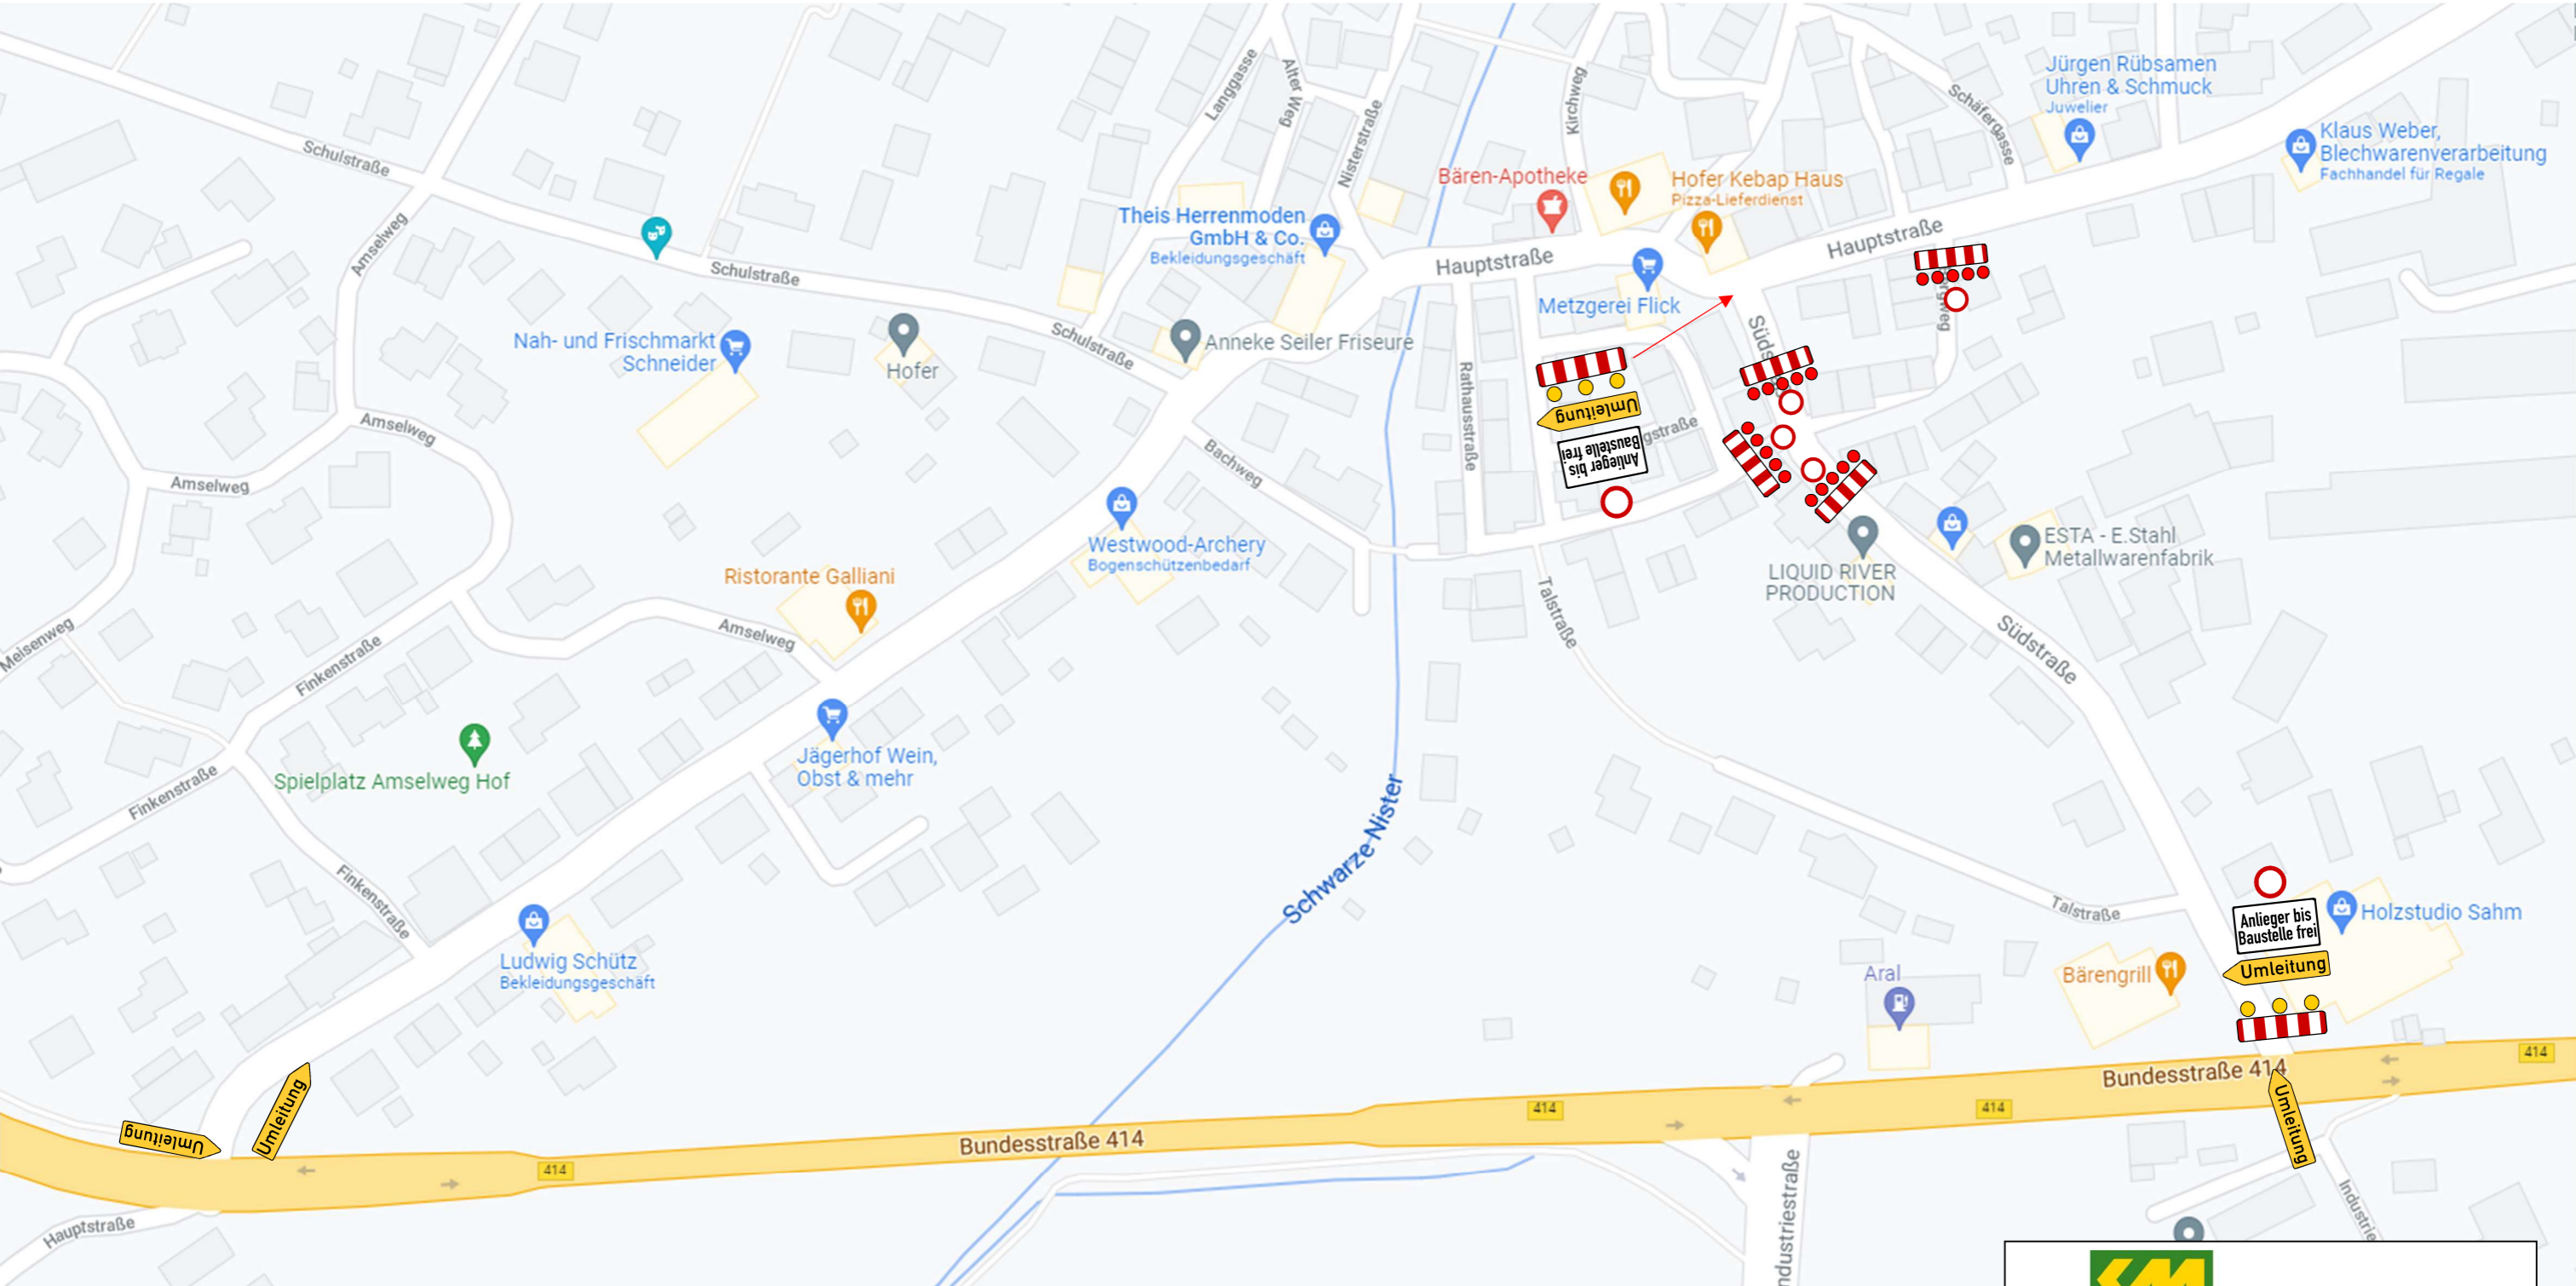 Schulstraße
Amselweg
Schulstraße
Nah- und Frischmarkt
Schneider
Hofer
Schulstraße
Langgasse
Alter Weg
Nisterstraße
Theis Herrenmoden
GmbH & Co.
Bekleidungsgeschäft
Anneke Seiler Friseure
Kirchweg
Bären-Apotheke
Hofer Kebap Haus
Pizza-Lieferdienst
Hauptstraße
Metzgerei Flick
Hauptstraße
Schäfergasse
Jürgen Rübsamen
Uhren & Schmuck
Juwelier
Klaus Weber,
Blechwarenverarbeitung
Fachhandel für Regale
Rathausstraße
Umleitung
Anlieger bis
Baustelle frei
Amselweg
Amselweg
Bachweg
Westwood-Archery
Bogenschützenbedarf
ESTA - E.Stahl
Metallwarenfabrik
LIQUID RIVER
PRODUCTION
Südstraße
Talstraße
Ristorante Galliani
Amselweg
Meisenweg
Finkenstraße
Jägerhof Wein,
Obst & mehr
Spielplatz Amselweg Hof
Finkenstraße
Finkenstraße
Schwarze Nister
Ludwig Schütz
Bekleidungsgeschäft
Talstraße
Anlieger bis
Baustelle frei
Umleitung
Holzstudio Sahm
Bärengrill
Aral
Umleitung
Umleitung
Bundesstraße 414
414
414
414
Bundesstraße 414
414
Umleitung
Hauptstraße